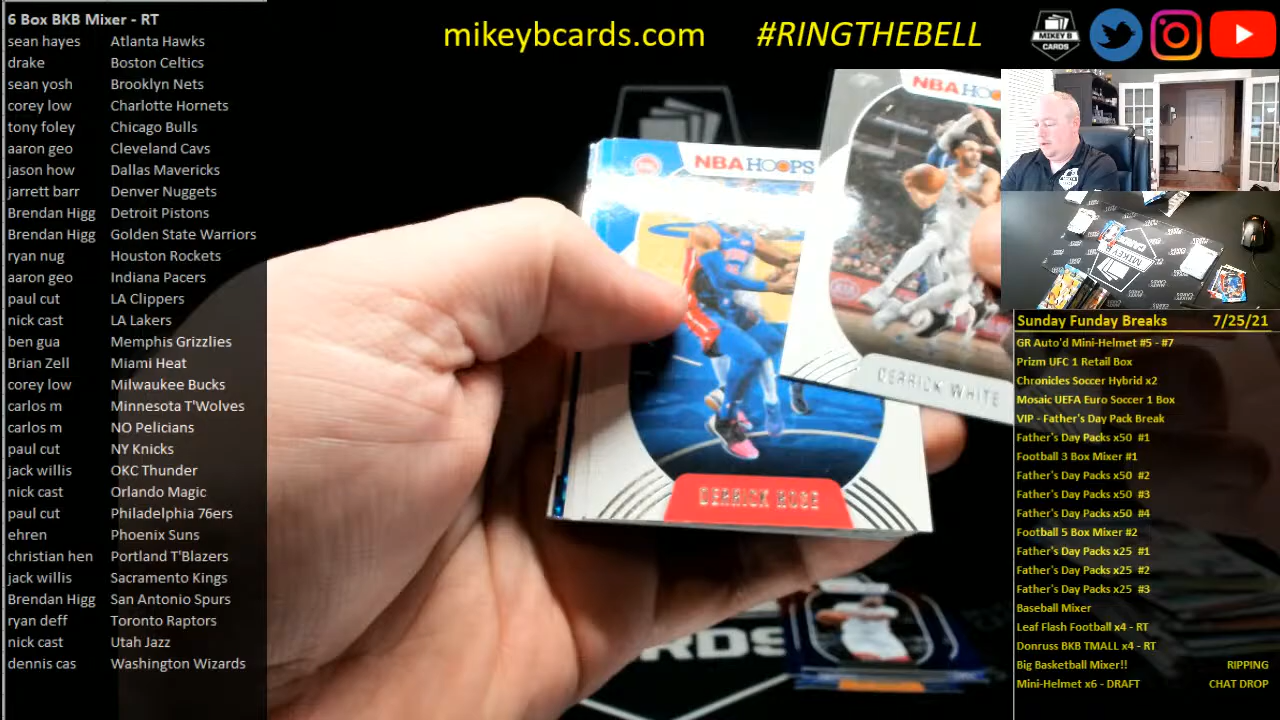 6 Box BKB Mixer - RT
sean hayes Atlanta Hawks
drake Boston Celtics
sean yosh Brooklyn Nets
corey low Charlotte Hornets
tony foley Chicago Bulls
aaron geo Cleveland Cavs
jason how Dallas Mavericks
jarrett barr Denver Nuggets
Brendan Higg Detroit Pistons
Brendan Higg Golden State Warriors
ryan nug Houston Rockets
aaron geo Indiana Pacers
paul cut LA Clippers
nick cast LA Lakers
ben gua Memphis Grizzlies
Brian Zell Miami Heat
corey low Milwaukee Bucks
carlos m Minnesota T'Wolves
carlos m NO Pelicians
paul cut NY Knicks
jack willis OKC Thunder
nick cast Orlando Magic
paul cut Philadelphia 76ers
ehren Phoenix Suns
christian hen Portland T'Blazers
jack willis Sacramento Kings
Brendan Higg San Antonio Spurs
ryan deff Toronto Raptors
nick cast Utah Jazz
dennis cas Washington Wizards
mikeybcards.com #RINGTHEBELL
MIKEY B
CARDS
NBA HOOPS
DERRICK WHITE
NBA HOOPS
DERRICK ROSE
Sunday Funday Breaks 7/25/21
GR Auto'd Mini-Helmet #5 - #7
Prizm UFC 1 Retail Box
Chronicles Soccer Hybrid x2
Mosaic UEFA Euro Soccer 1 Box
VIP - Father's Day Pack Break
Father's Day Packs x50 #1
Football 3 Box Mixer #1
Father's Day Packs x50 #2
Father's Day Packs x50 #3
Father's Day Packs x50 #4
Football 5 Box Mixer #2
Father's Day Packs x25 #1
Father's Day Packs x25 #2
Father's Day Packs x25 #3
Baseball Mixer
Leaf Flash Football x4 - RT
Donruss BKB TMALL x4 - RT
Big Basketball Mixer!! RIPPING
Mini-Helmet x6 - DRAFT CHAT DROP